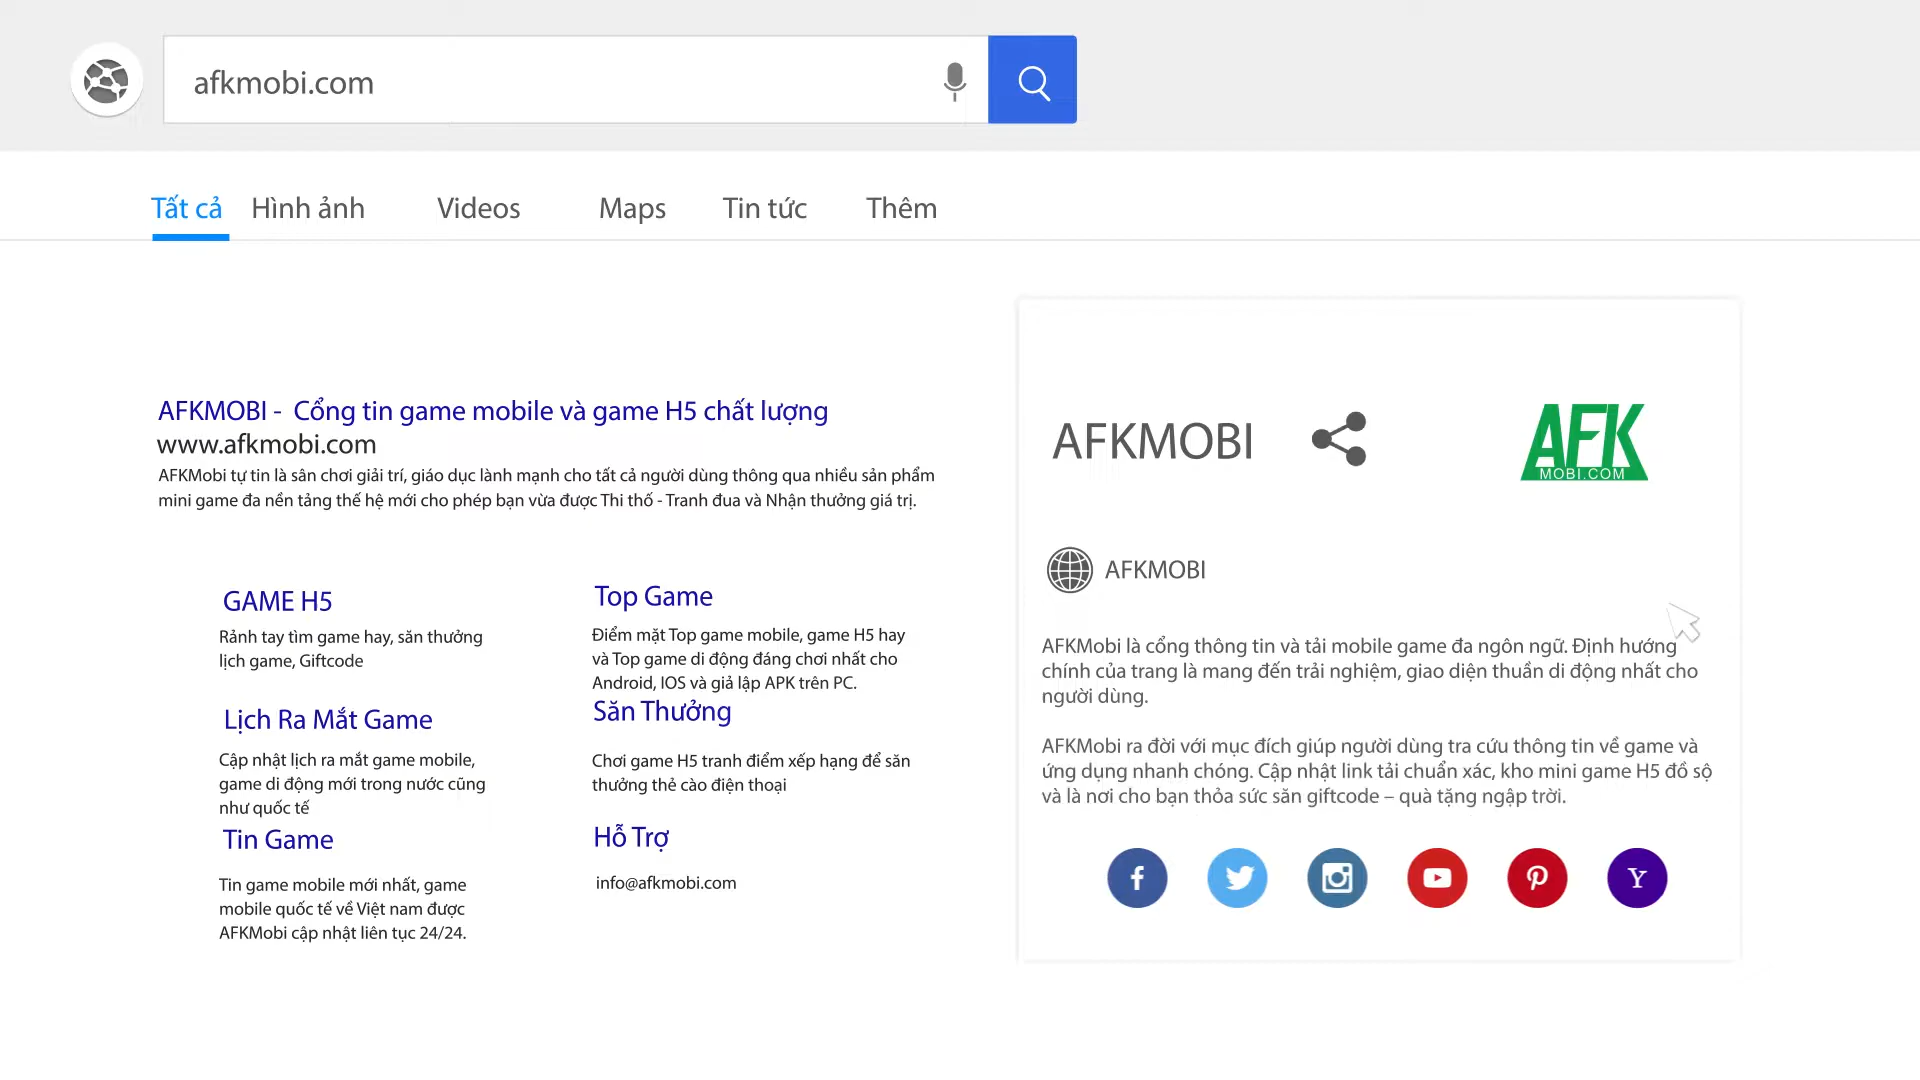 afkmobi.com
Tất cả
Hình ảnh
Videos
Maps
Tin tức
Thêm
AFKMOBI - Cổng tin game mobile và game H5 chất lượng
www.afkmobi.com
AFKMobi tự tin là sân chơi giải trí, giáo dục lành mạnh cho tất cả người dùng thông qua nhiều sản phẩm
mini game đa nền tảng thế hệ mới cho phép bạn vừa được Thi thố - Tranh đua và Nhận thưởng giá trị.
GAME H5
Rảnh tay tìm game hay, săn thưởng
lịch game, Giftcode
Lịch Ra Mắt Game
Cập nhật lịch ra mắt game mobile,
game di động mới trong nước cũng
như quốc tế
Tin Game
Tin game mobile mới nhất, game
mobile quốc tế về Việt nam được
AFKMobi cập nhật liên tục 24/24.
Top Game
Điểm mặt Top game mobile, game H5 hay
và Top game di động đáng chơi nhất cho
Android, IOS và giả lập APK trên PC.
Săn Thưởng
Chơi game H5 tranh điểm xếp hạng để săn
thưởng thẻ cào điện thoại
Hỗ Trợ
info@afkmobi.com
AFKMOBI
AFK
MOBI.COM
AFKMOBI
AFKMobi là cổng thông tin và tải mobile game đa ngôn ngữ. Định hướng
chính của trang là mang đến trải nghiệm, giao diện thuần di động nhất cho
người dùng.
AFKMobi ra đời với mục đích giúp người dùng tra cứu thông tin về game và
ứng dụng nhanh chóng. Cập nhật link tải chuẩn xác, kho mini game H5 đồ sộ
và là nơi cho bạn thỏa sức săn giftcode – quà tặng ngập trời.